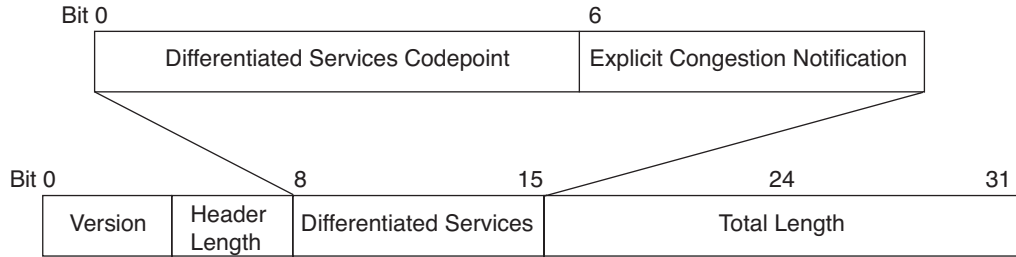 Bit 0 6
Differentiated Services Codepoint Explicit Congestion Notification
Bit 0 8 15 24 31
Version Header Length Differentiated Services Total Length